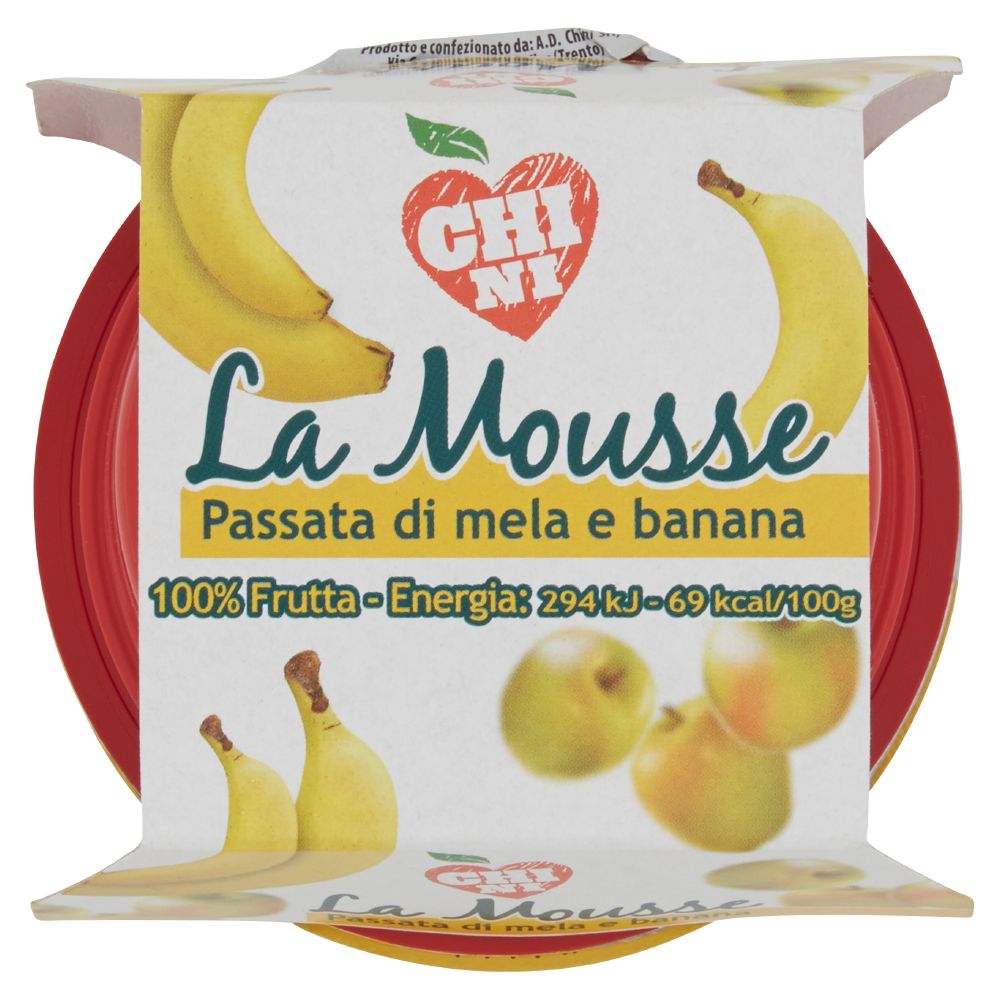 Prodotto e confezionato da: A.D. Chini
CHI
NI
La Mousse
Passata di mela e banana
100% Frutta - Energia: 294 kJ - 69 kcal/100g
CHI
NI
La Mousse
Passata di mela e banana